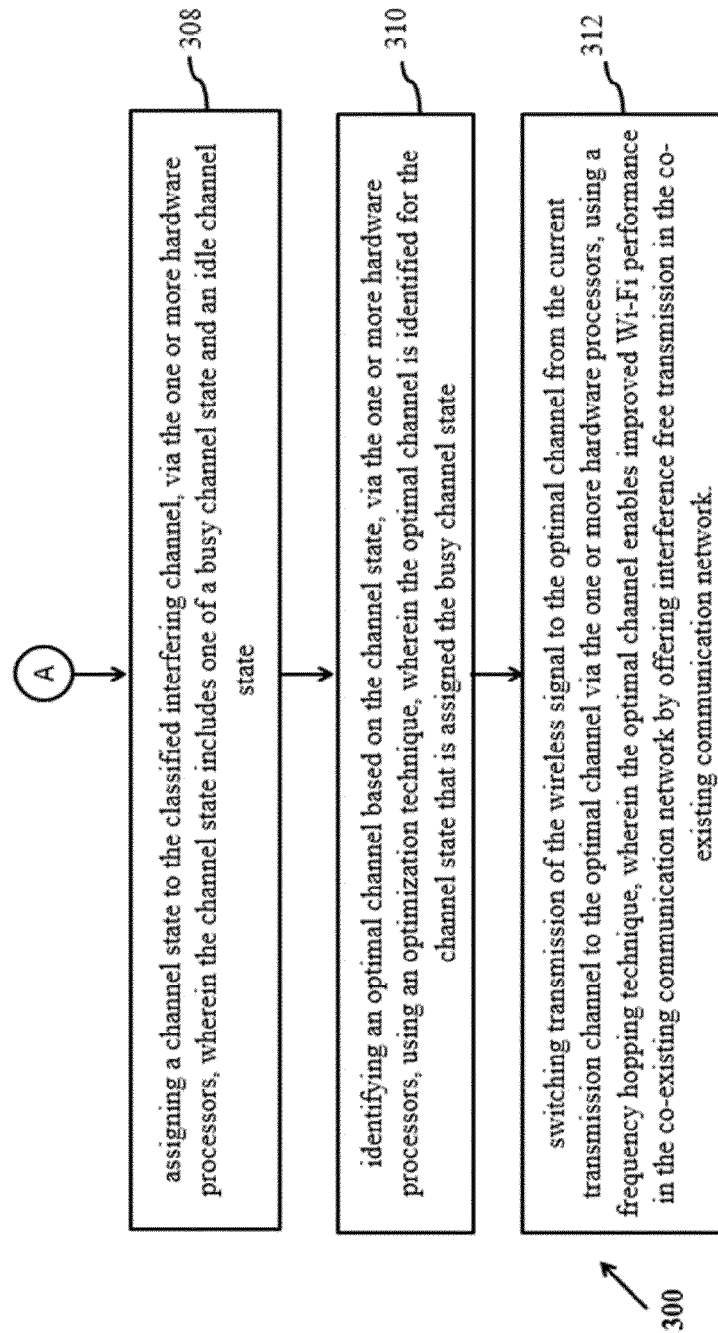 A
assigning a channel state to the classified interfering channel, via the one or more hardware
processors, wherein the channel state includes one of a busy channel state and an idle channel
state
308
identifying an optimal channel based on the channel state, via the one or more hardware
processors, using an optimization technique, wherein the optimal channel is identified for the
channel state that is assigned the busy channel state
310
switching transmission of the wireless signal to the optimal channel from the current
transmission channel to the optimal channel via the one or more hardware processors, using a
frequency hopping technique, wherein the optimal channel enables improved Wi-Fi performance
in the co-existing communication network by offering interference free transmission in the co-
existing communication network.
312
300